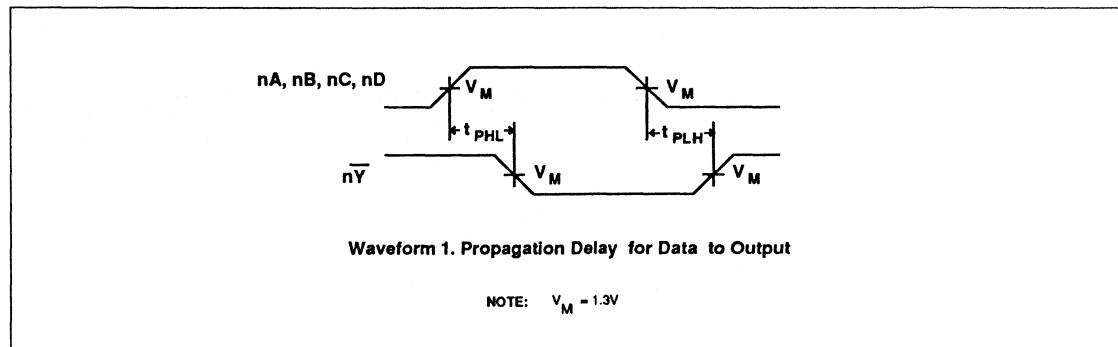 nA, nB, nC, nD
V_M
V_M
t_PHL
t_PLH
nY̅
V_M
V_M
Waveform 1. Propagation Delay for Data to Output
NOTE: V_M = 1.3V